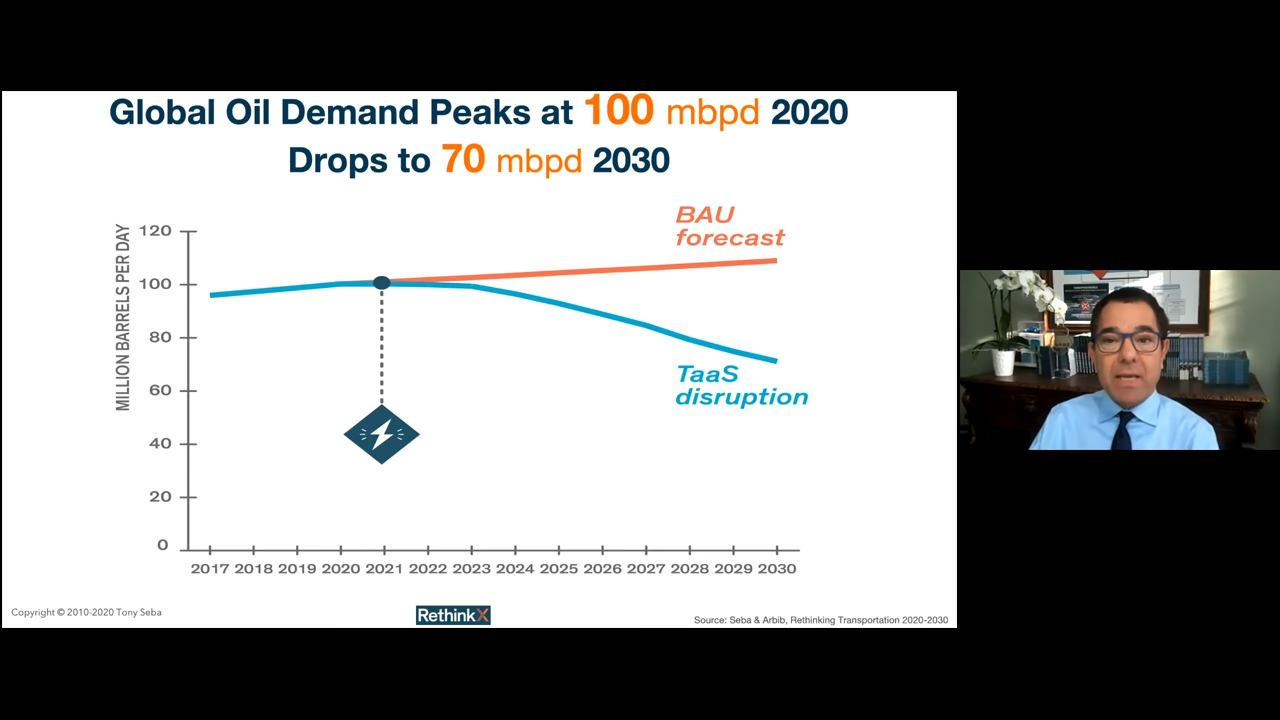 Global Oil Demand Peaks at 100 mbpd 2020
Drops to 70 mbpd 2030
MILLION BARRELS PER DAY
120
100
80
60
40
20
0
BAU
forecast
TaaS
disruption
2017 2018 2019 2020 2021 2022 2023 2024 2025 2026 2027 2028 2029 2030
Copyright © 2010-2020 Tony Seba
RethinkX
Source: Seba & Arbib, Rethinking Transportation 2020-2030